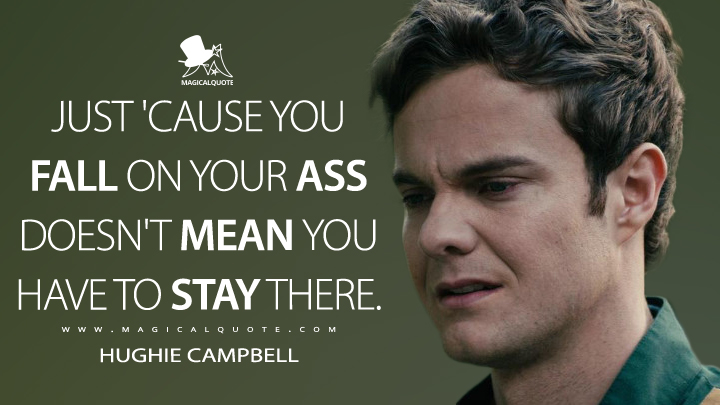 MAGICALQUOTE
JUST 'CAUSE YOU
FALL ON YOUR ASS
DOESN'T MEAN YOU
HAVE TO STAY THERE.
WWW.MAGICALQUOTE.COM
HUGHIE CAMPBELL